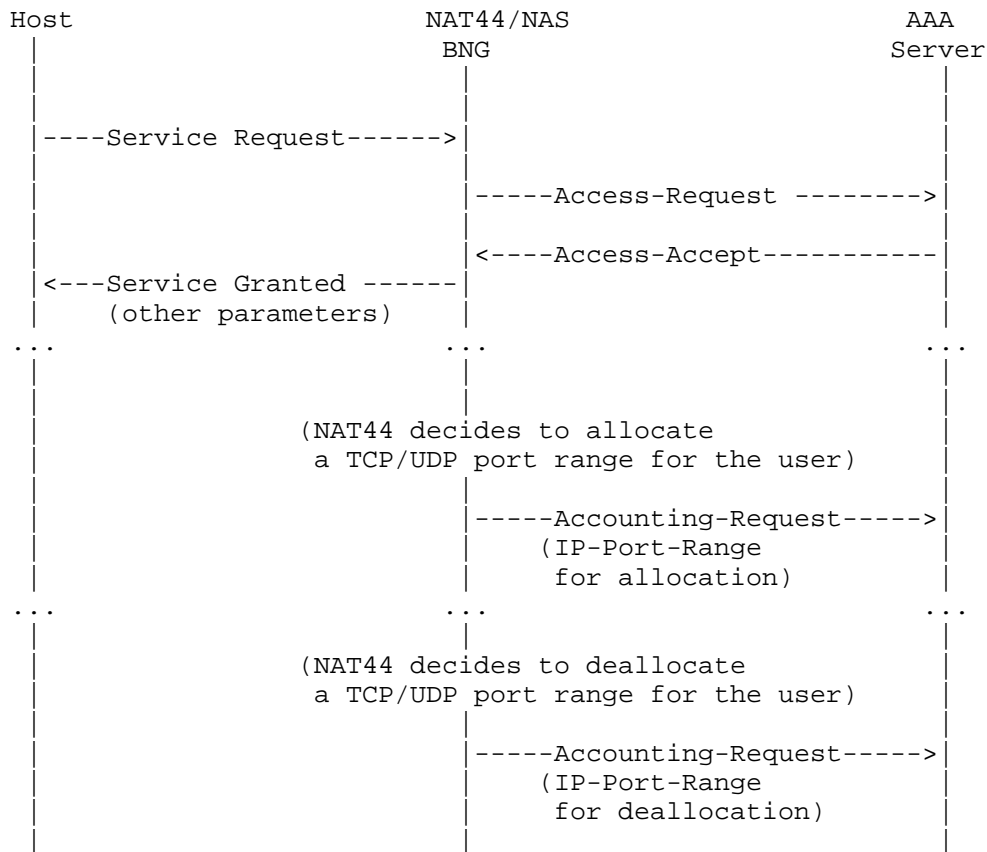 Host NAT44/NAS AAA
BNG Server
----Service Request------>
-----Access-Request -------->
<----Access-Accept-----------
<---Service Granted ------
(other parameters)
... ... ...
(NAT44 decides to allocate
a TCP/UDP port range for the user)
-----Accounting-Request----->
(IP-Port-Range
for allocation)
... ... ...
(NAT44 decides to deallocate
a TCP/UDP port range for the user)
-----Accounting-Request----->
(IP-Port-Range
for deallocation)